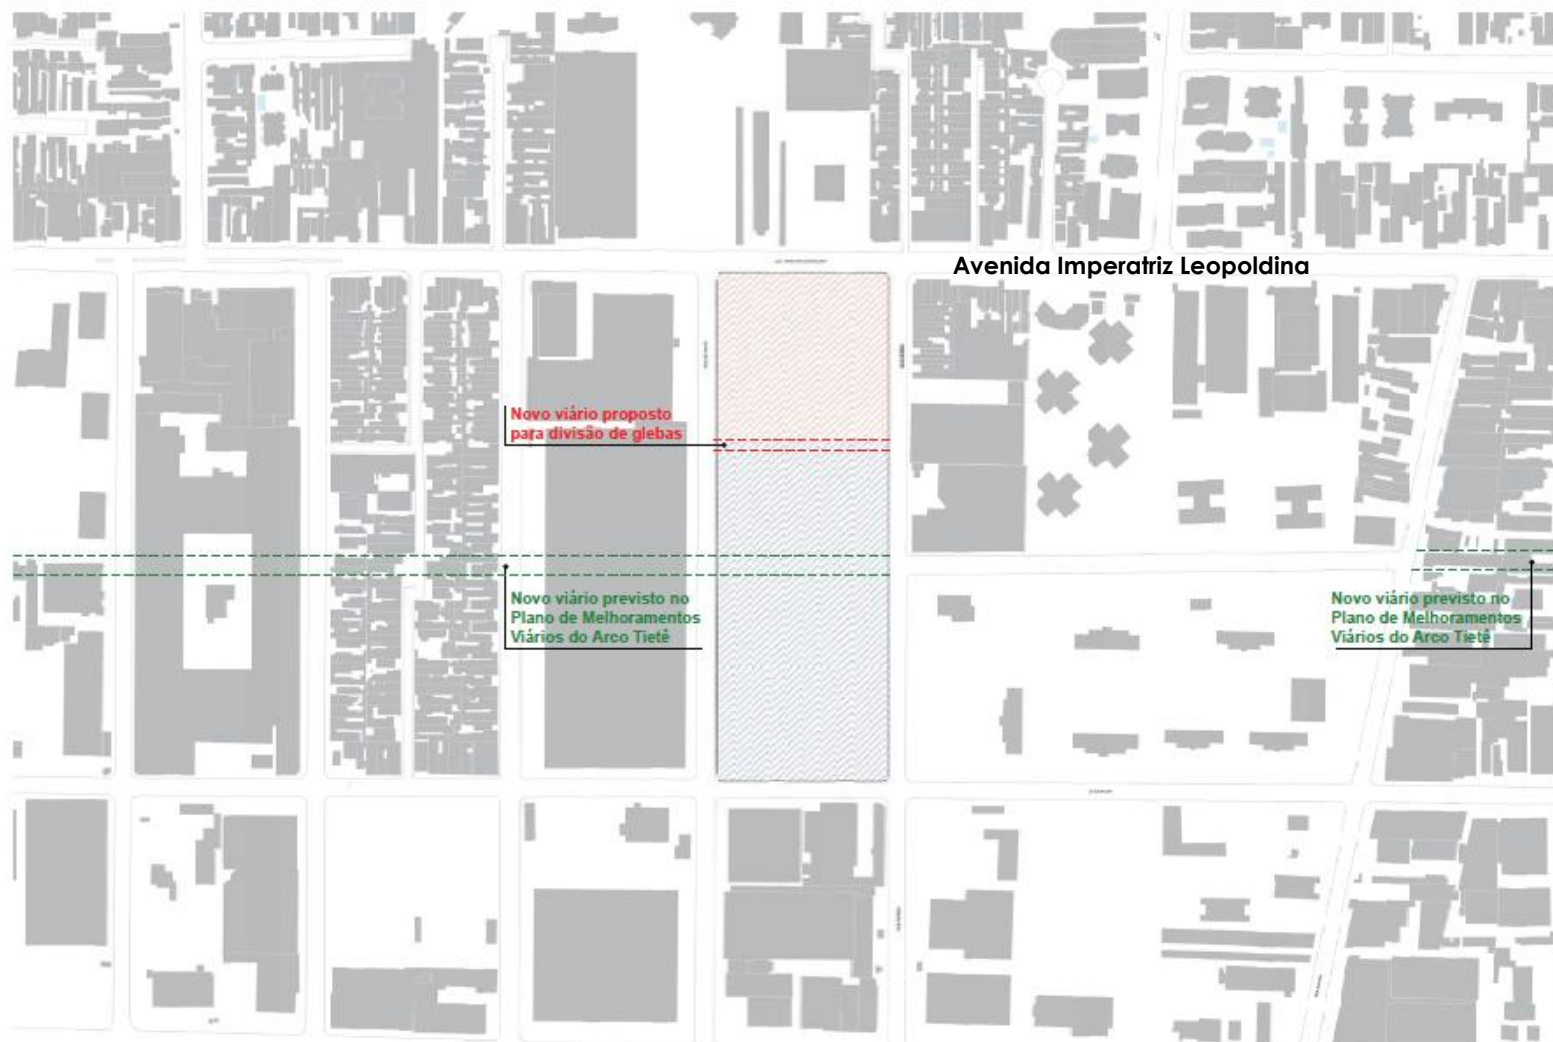 Avenida Imperatriz Leopoldina
Novo viário proposto
para divisão de glebas
Novo viário previsto no
Plano de Melhoramentos
Viários do Arco Tietê
Novo viário previsto no
Plano de Melhoramentos
Viários do Arco Tietê